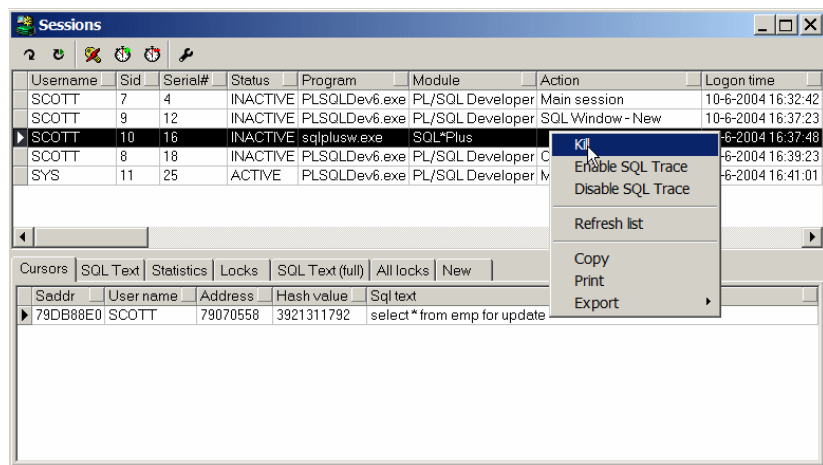 Sessions
Username Sid Serial# Status Program Module Action Logon time
SCOTT 7 4 INACTIVE PLSQLDev6.exe PL/SQL Developer Main session 10-6-2004 16:32:42
SCOTT 9 12 INACTIVE PLSQLDev6.exe PL/SQL Developer SQL Window - New 10-6-2004 16:37:23
SCOTT 10 16 INACTIVE sqlplusw.exe SQL*Plus -6-2004 16:37:48
SCOTT 8 18 INACTIVE PLSQLDev6.exe PL/SQL Developer C -6-2004 16:39:23
SYS 11 25 ACTIVE PLSQLDev6.exe PL/SQL Developer M -6-2004 16:41:01
Kill
Enable SQL Trace
Disable SQL Trace
Refresh list
Copy
Print
Export
Cursors SQL Text Statistics Locks SQL Text (full) All locks New
Saddr User name Address Hash value Sql text
79DB88E0 SCOTT 79070558 3921311792 select * from emp for update